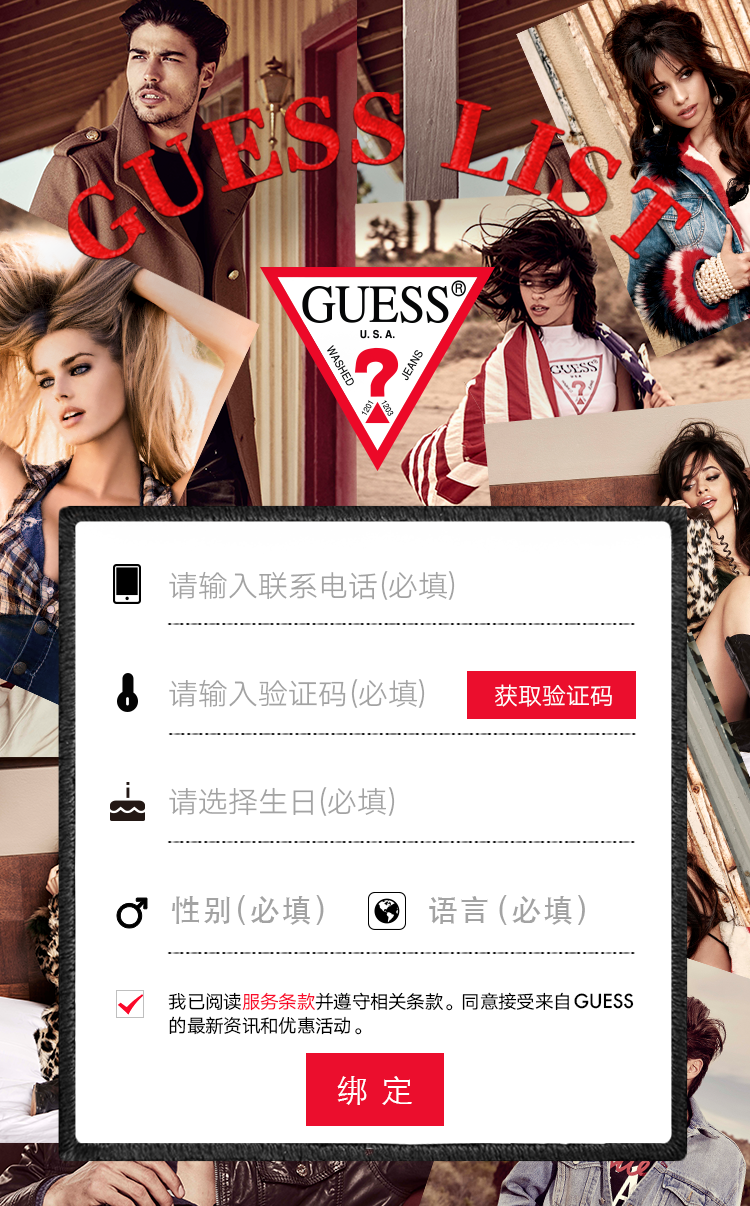 GUESS LIST
GUESS®
U.S.A.
WASHED
?
JEANS
1201
1203
GUESS
?
请输入联系电话(必填)
请输入验证码(必填)
获取验证码
请选择生日(必填)
性别(必填)
语言(必填)
我已阅读服务条款并遵守相关条款。同意接受来自GUESS
的最新资讯和优惠活动。
绑 定